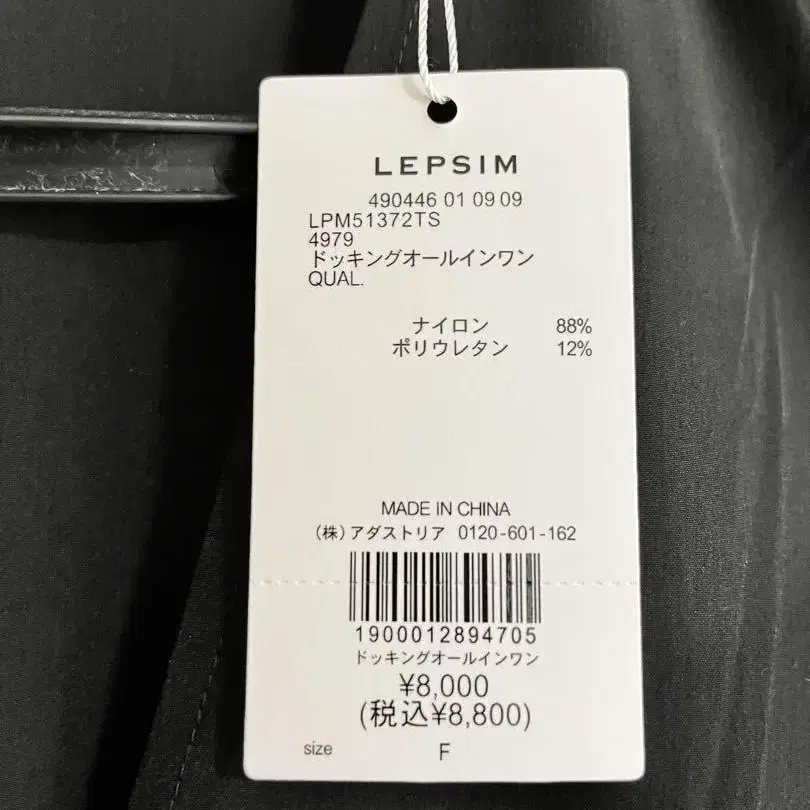 LEPSIM
490446 01 09 09
LPM51372TS
4979
ドッキングオールインワン
QUAL.
ナイロン 88%
ポリウレタン 12%
MADE IN CHINA
(株)アダストリア 0120-601-162
1900012894705
ドッキングオールインワン
¥8,000
(税込¥8,800)
size F